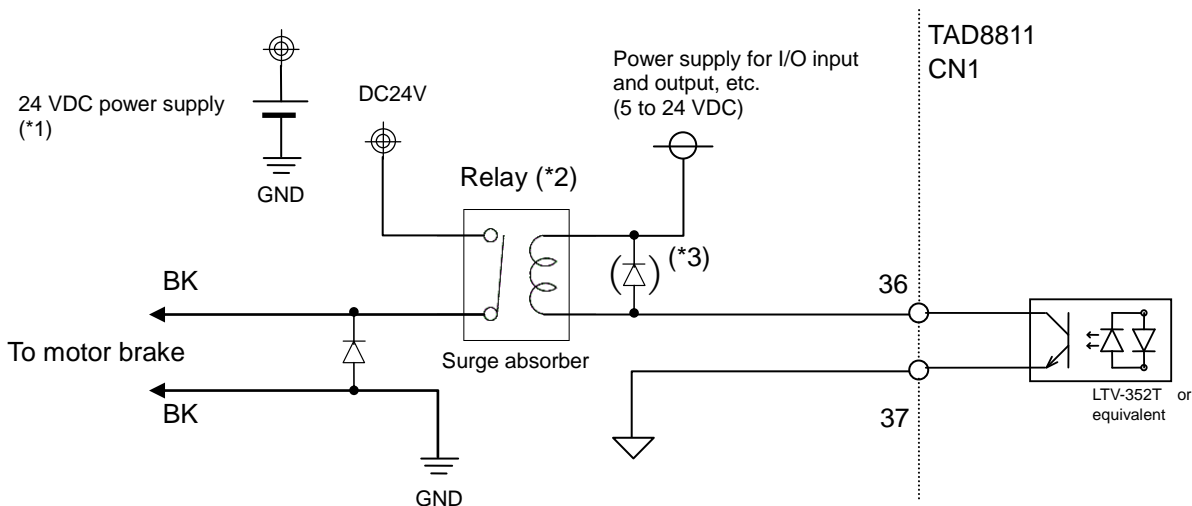 TAD8811
CN1
Power supply for I/O input
and output, etc.
(5 to 24 VDC)
24 VDC power supply
(*1)
DC24V
GND
Relay (*2)
(*3)
BK
36
To motor brake
Surge absorber
BK
37
LTV-352T or
equivalent
GND